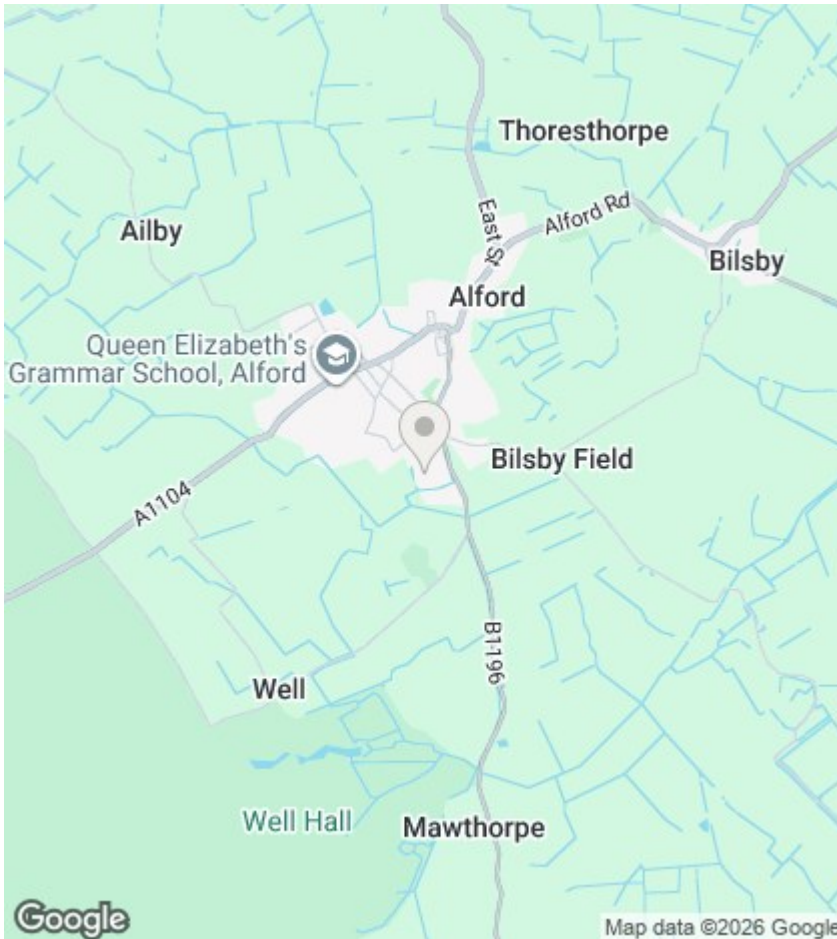 Thoresthorpe
East St
Alford Rd
Ailby
Bilsby
Alford
Queen Elizabeth's
Grammar School, Alford
Bilsby Field
A1104
B1196
Well
Well Hall
Mawthorpe
Google
Map data ©2026 Google